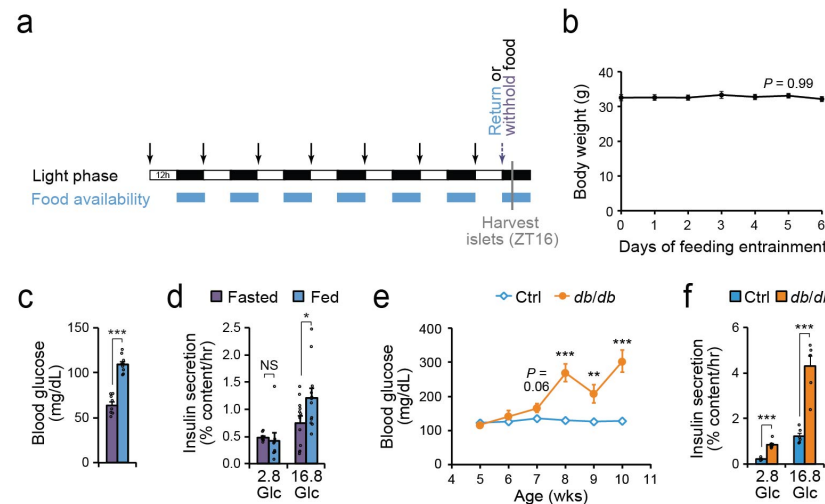 a
Return or
withhold food
Light phase
12h
Food availability
Harvest
islets (ZT16)
b
Body weight (g)
40
30
20
10
0
P = 0.99
0 1 2 3 4 5 6
Days of feeding entrainment
c
Blood glucose
(mg/dL)
150
100
50
0
***
d
Fasted Fed
Insulin secretion
(% content/hr)
2.5
2.0
1.5
1.0
0.5
0.0
NS
*
2.8 16.8
Glc Glc
e
Ctrl db/db
Blood glucose
(mg/dL)
400
300
200
100
0
P =
0.06
*** ** ***
4 5 6 7 8 9 10 11
Age (wks)
f
Ctrl
Insulin secretion
(% content/hr)
6
4
2
0
***
***
2.8 16.8
Glc Glc